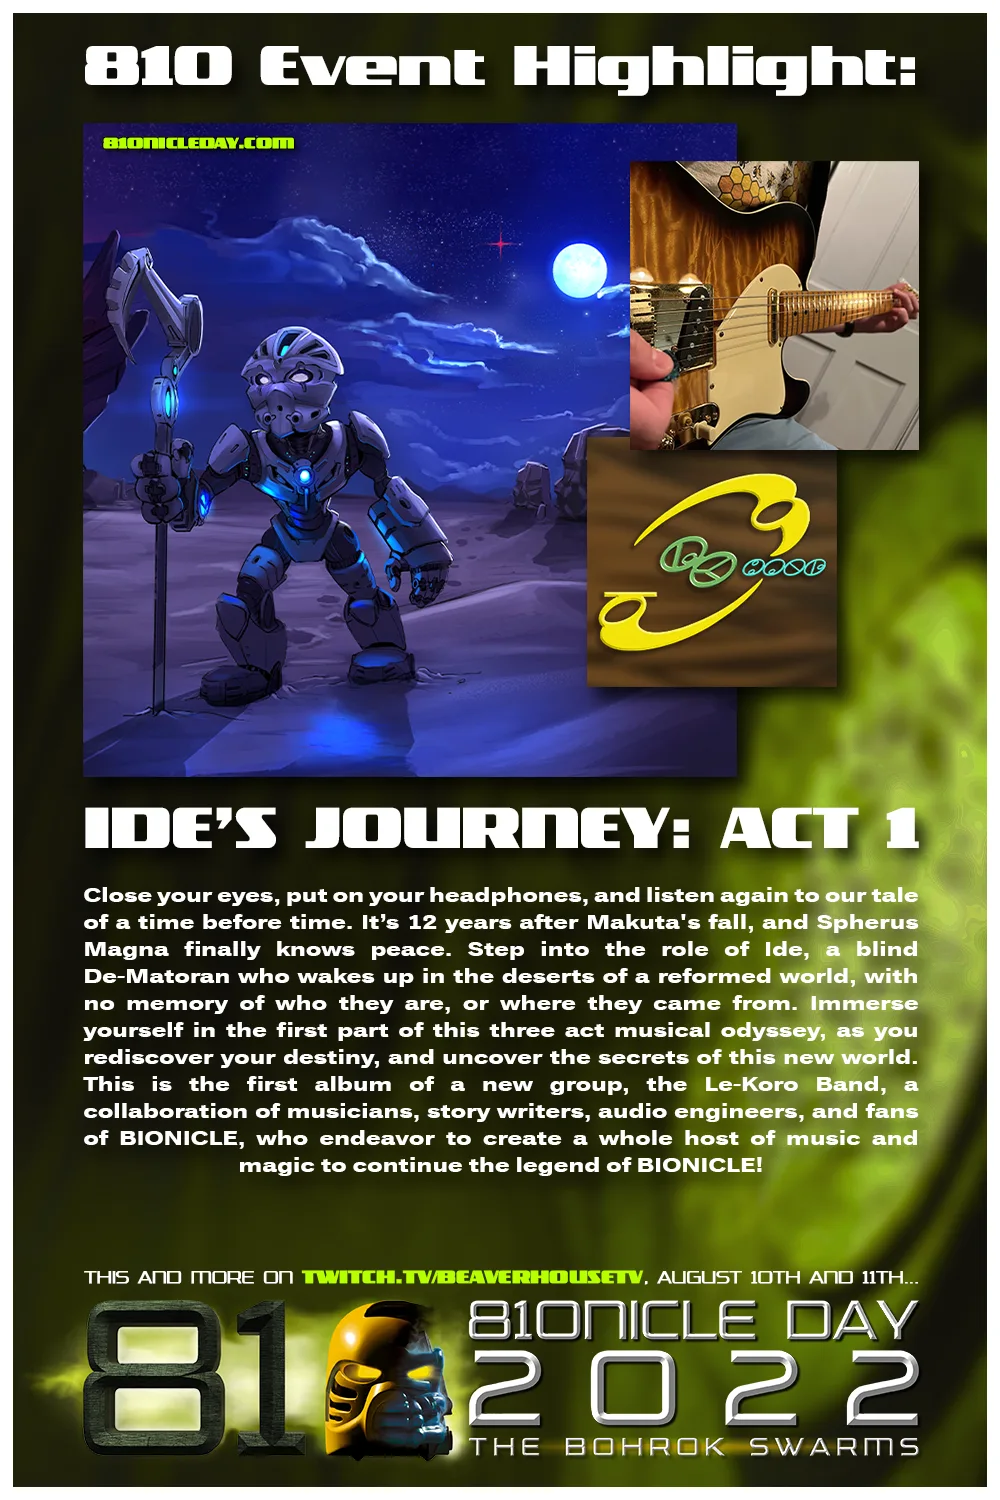 810 Event Highlight:
810NICLEDAY.COM
IDE’S JOURNEY: ACT 1
Close your eyes, put on your headphones, and listen again to our tale
of a time before time. It’s 12 years after Makuta's fall, and Spherus
Magna finally knows peace. Step into the role of Ide, a blind
De-Matoran who wakes up in the deserts of a reformed world, with
no memory of who they are, or where they came from. Immerse
yourself in the first part of this three act musical odyssey, as you
rediscover your destiny, and uncover the secrets of this new world.
This is the first album of a new group, the Le-Koro Band, a
collaboration of musicians, story writers, audio engineers, and fans
of BIONICLE, who endeavor to create a whole host of music and
magic to continue the legend of BIONICLE!
THIS AND MORE ON TWITCH.TV/BEAVERHOUSETV, AUGUST 10TH AND 11TH...
810
810NICLE DAY
2022
THE BOHROK SWARMS